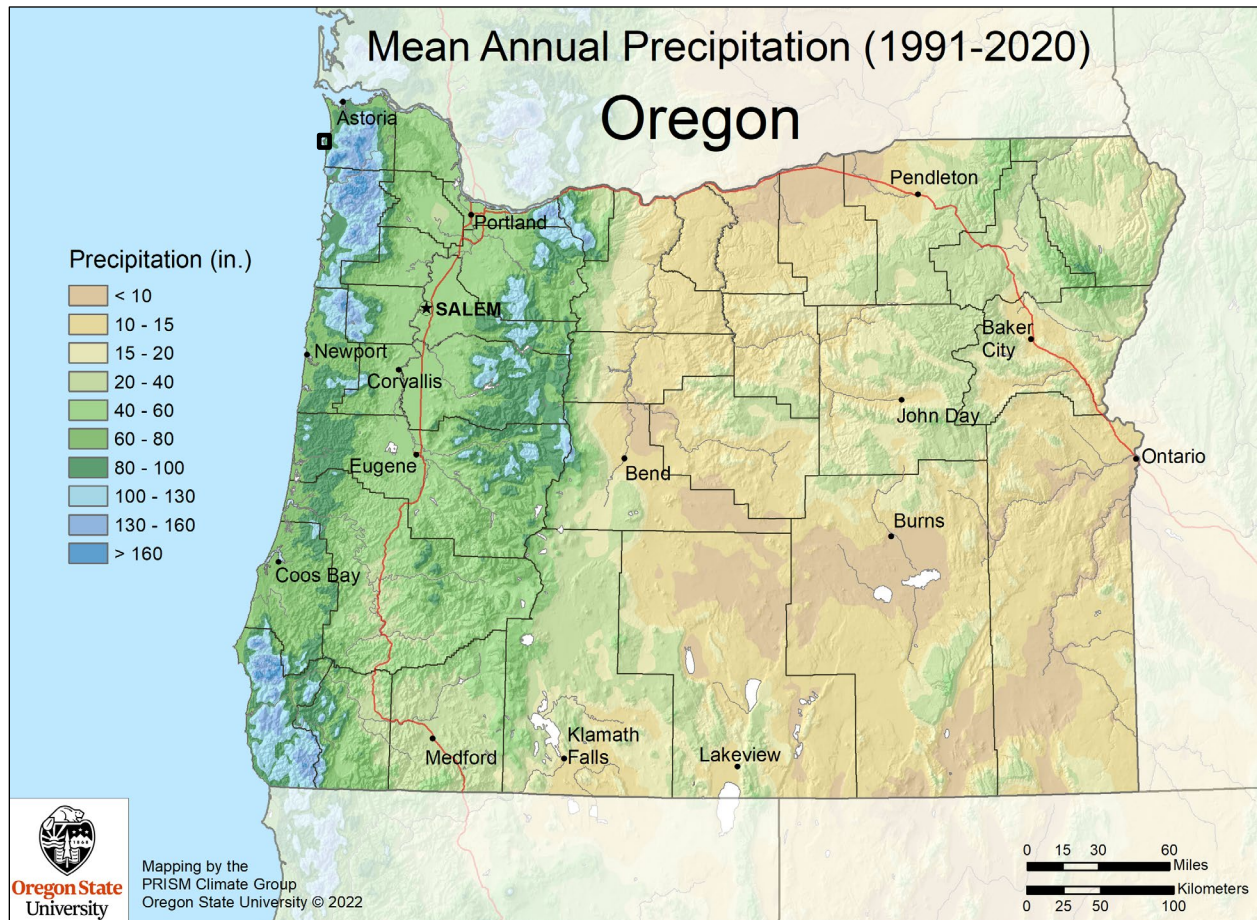 Mean Annual Precipitation (1991-2020)
Oregon
Astoria
Pendleton
Portland
Precipitation (in.)
< 10
10 - 15
15 - 20
20 - 40
40 - 60
60 - 80
80 - 100
100 - 130
130 - 160
> 160
SALEM
Baker
City
Newport
Corvallis
John Day
Eugene
Bend
Ontario
Burns
Coos Bay
Klamath
Falls
Medford
Lakeview
Oregon State
University
Mapping by the
PRISM Climate Group
Oregon State University © 2022
0 15 30 60
Miles
Kilometers
0 25 50 100